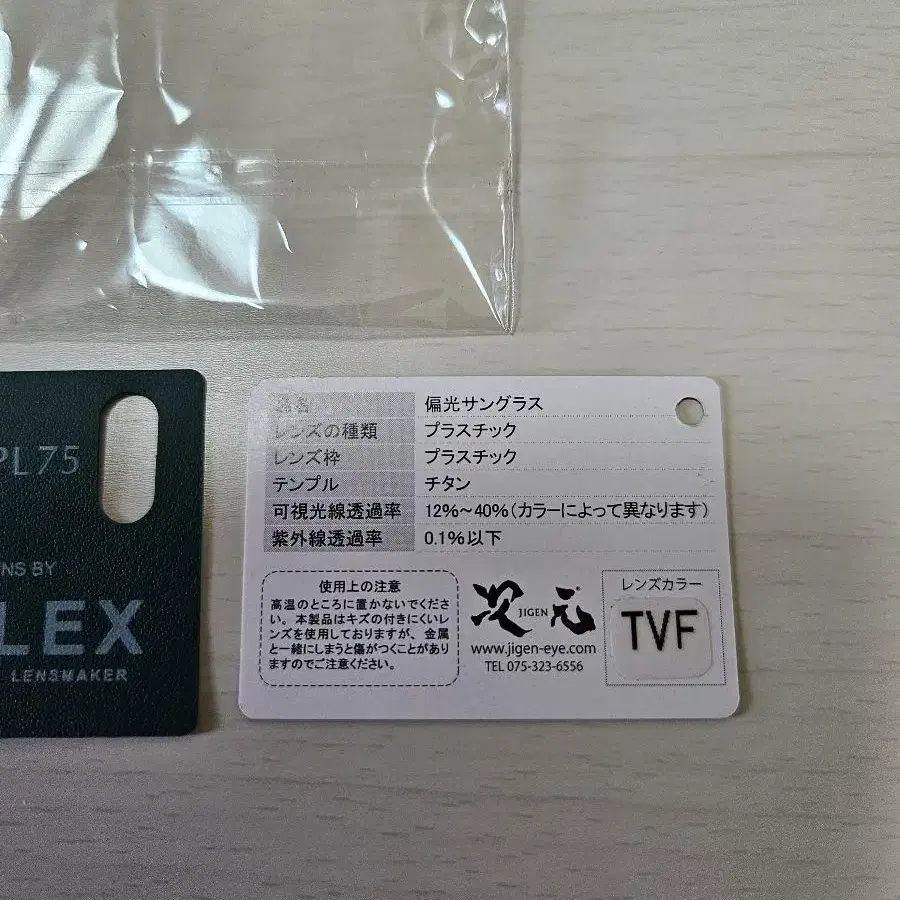 PL75
NS BY
LEX
LENSMAKER
品名 偏光サングラス
レンズの種類 プラスチック
レンズ枠 プラスチック
テンプル チタン
可視光線透過率 12%~40%(カラーによって異なります)
紫外線透過率 0.1%以下
使用上の注意
高温のところに置かないでくださ
い。本製品はキズの付きにくいレ
ンズを使用しておりますが、金属
と一緒にしまうと傷がつくことがあり
ますのでご注意ください。
次 JIGEN 元
www.jigen-eye.com
TEL 075-323-6556
レンズカラー
TVF